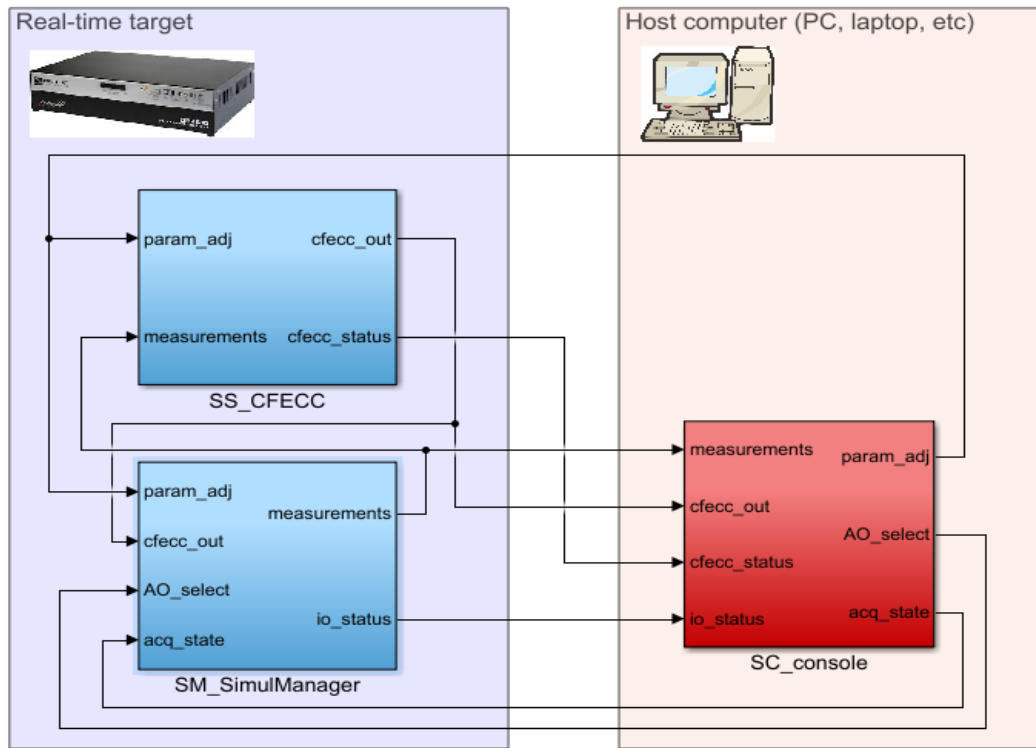 Real-time target
Host computer (PC, laptop, etc)
param_adj
cfecc_out
measurements
cfecc_status
SS_CFECC
param_adj
measurements
cfecc_out
AO_select
io_status
acq_state
SM_SimulManager
measurements
param_adj
cfecc_out
AO_select
cfecc_status
acq_state
io_status
SC_console